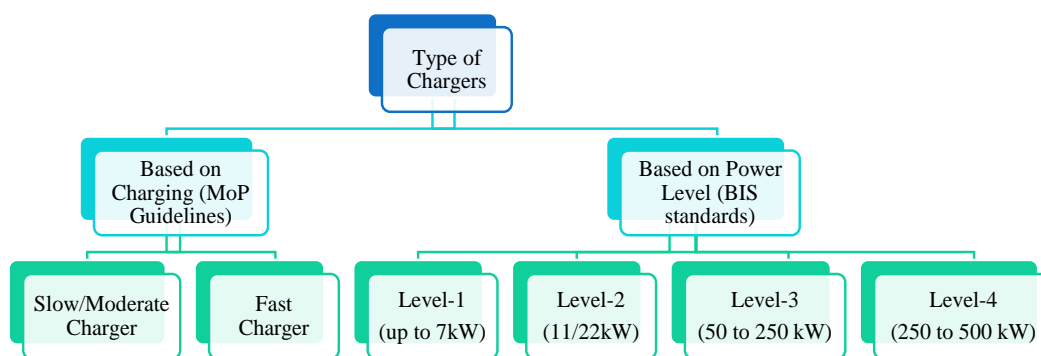 Type of
Chargers
Based on
Charging (MoP
Guidelines)
Based on Power
Level (BIS
standards)
Slow/Moderate
Charger
Fast
Charger
Level-1
(up to 7kW)
Level-2
(11/22kW)
Level-3
(50 to 250 kW)
Level-4
(250 to 500 kW)